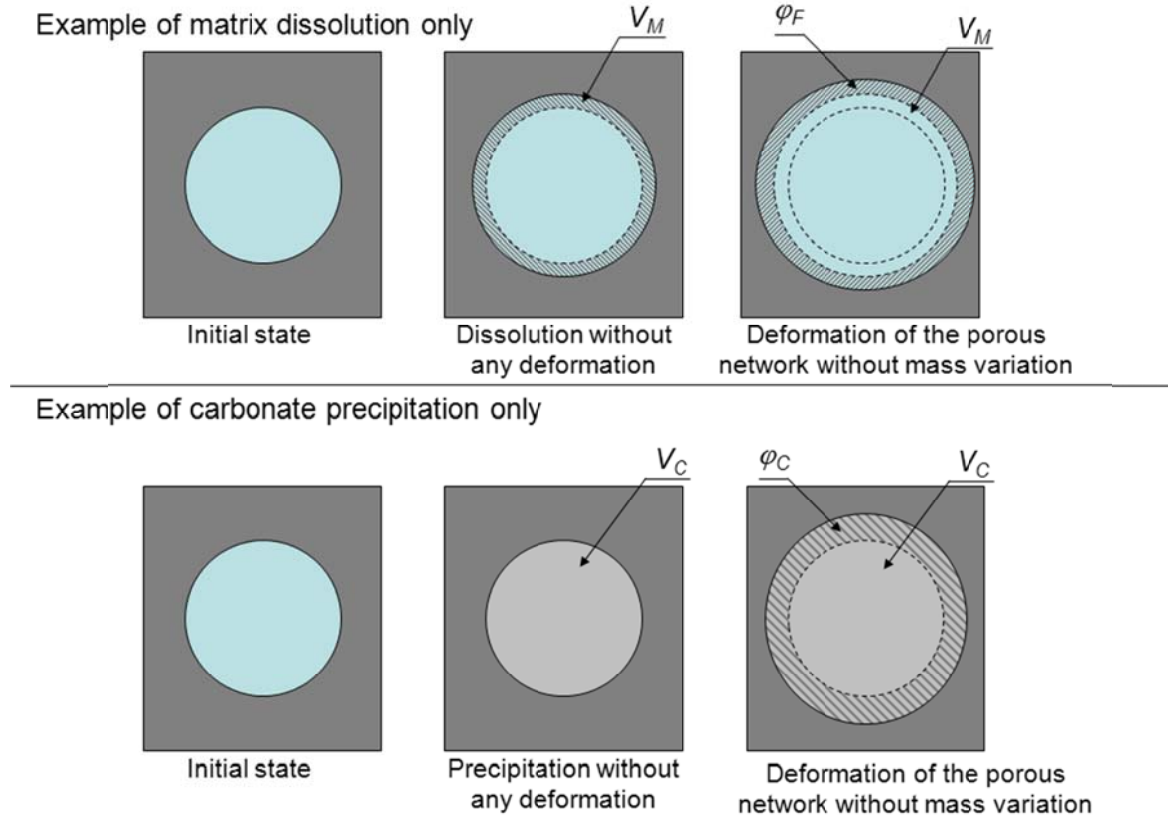 Example of matrix dissolution only
V_M
φ_F
V_M
Initial state
Dissolution without
any deformation
Deformation of the porous
network without mass variation
Example of carbonate precipitation only
V_C
φ_C
V_C
Initial state
Precipitation without
any deformation
Deformation of the porous
network without mass variation